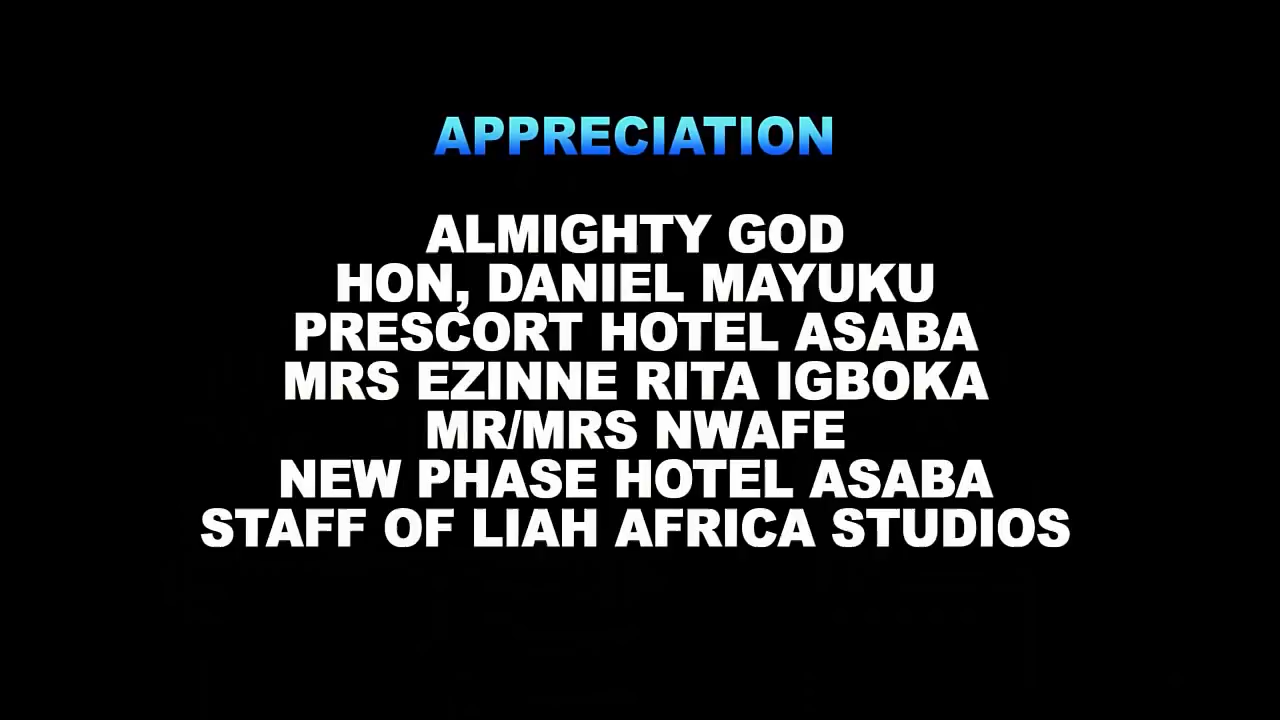 APPRECIATION
ALMIGHTY GOD
HON, DANIEL MAYUKU
PRESCORT HOTEL ASABA
MRS EZINNE RITA IGBOKA
MR/MRS NWAFE
NEW PHASE HOTEL ASABA
STAFF OF LIAH AFRICA STUDIOS